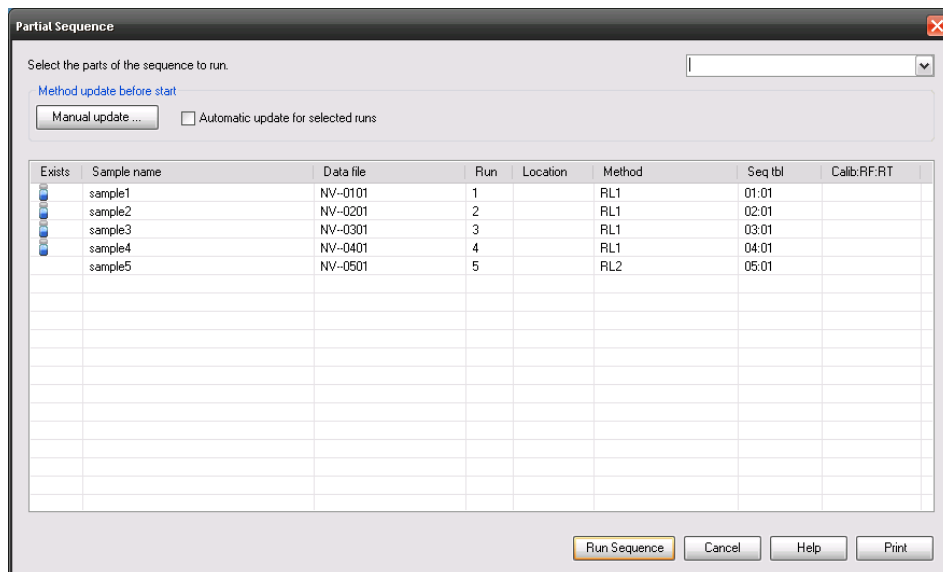 Partial Sequence
Select the parts of the sequence to run.
Method update before start
Manual update ... Automatic update for selected runs
Exists Sample name Data file Run Location Method Seq tbl Calib:RF:RT
sample1 NV--0101 1 RL1 01:01
sample2 NV--0201 2 RL1 02:01
sample3 NV--0301 3 RL1 03:01
sample4 NV--0401 4 RL1 04:01
sample5 NV--0501 5 RL2 05:01
Run Sequence Cancel Help Print